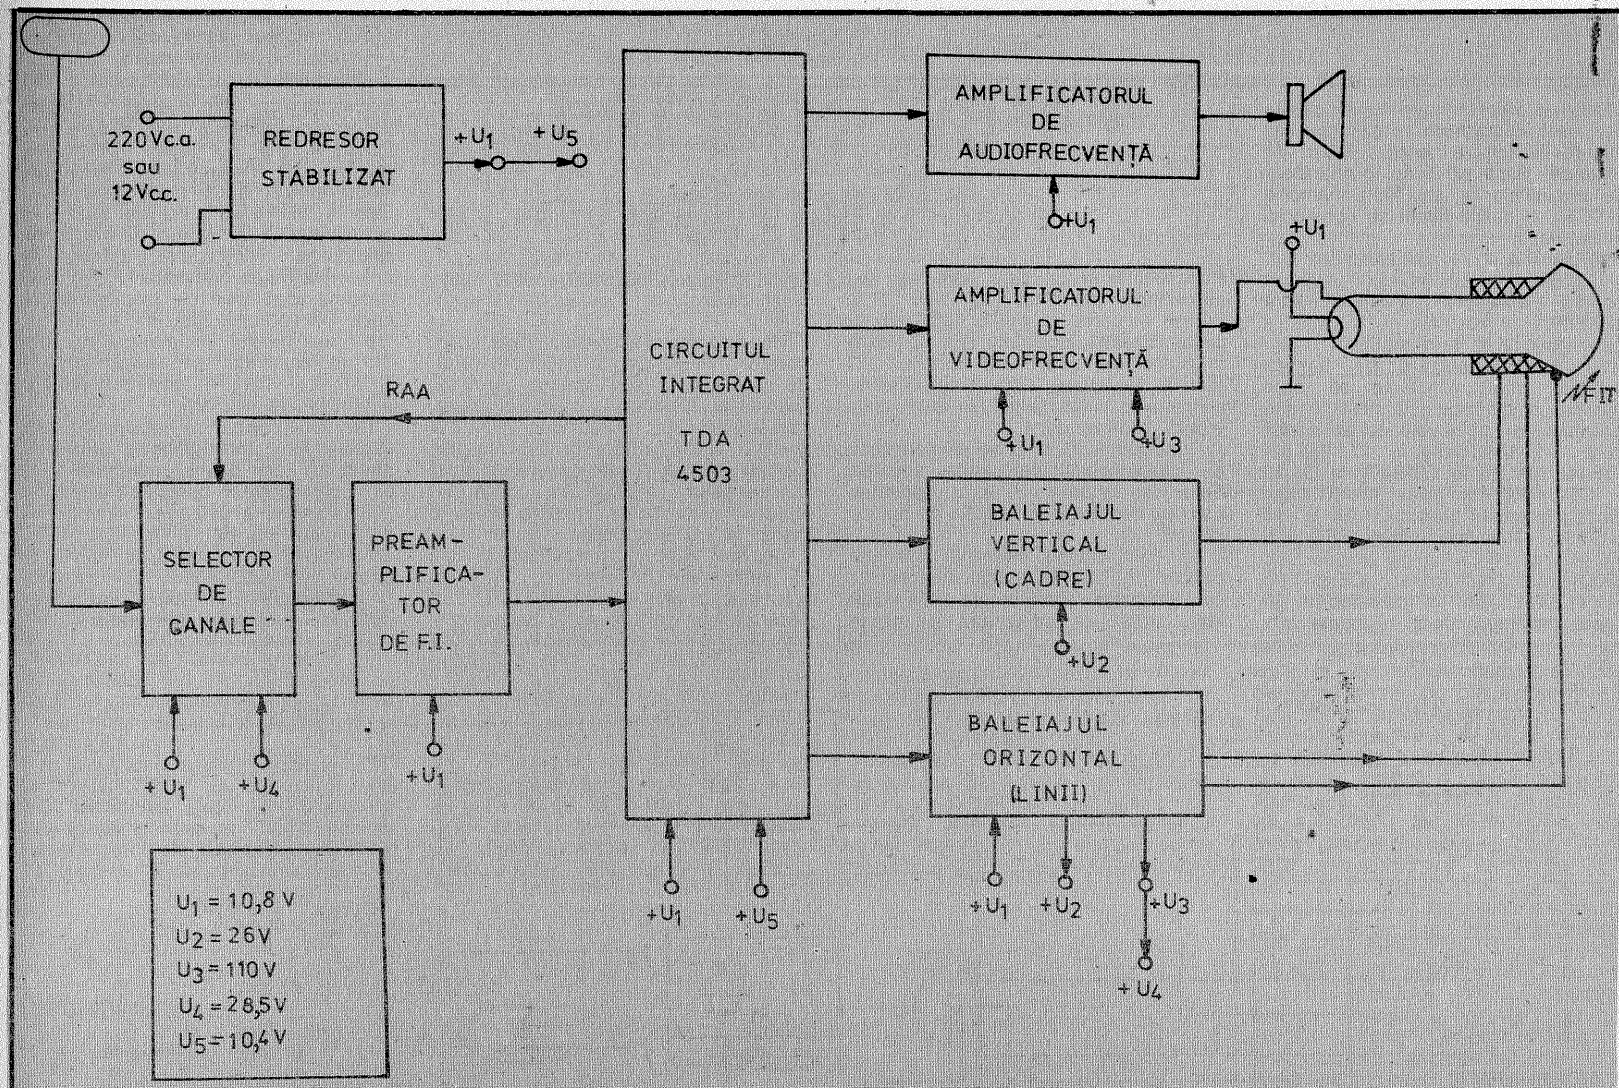 220Vc.a.
sau
12Vc.c.
REDRESOR
STABILIZAT
+U1
+U5
CIRCUITUL
INTEGRAT
TDA
4503
AMPLIFICATORUL
DE
AUDIOFRECVENȚĂ
+U1
AMPLIFICATORUL
DE
VIDEOFRECVENȚĂ
+U1
+U3
+U1
FIT
RAA
SELECTOR
DE
CANALE
+U1
+U4
PREAM-
PLIFICA-
TOR
DE F.I.
+U1
BALEIAJUL
VERTICAL
(CADRE)
+U2
BALEIAJUL
ORIZONTAL
(LINII)
+U1
+U2
+U3
+U4
+U1
+U5
U1 = 10,8 V
U2 = 26V
U3 = 110 V
U4 = 28,5 V
U5 = 10,4 V